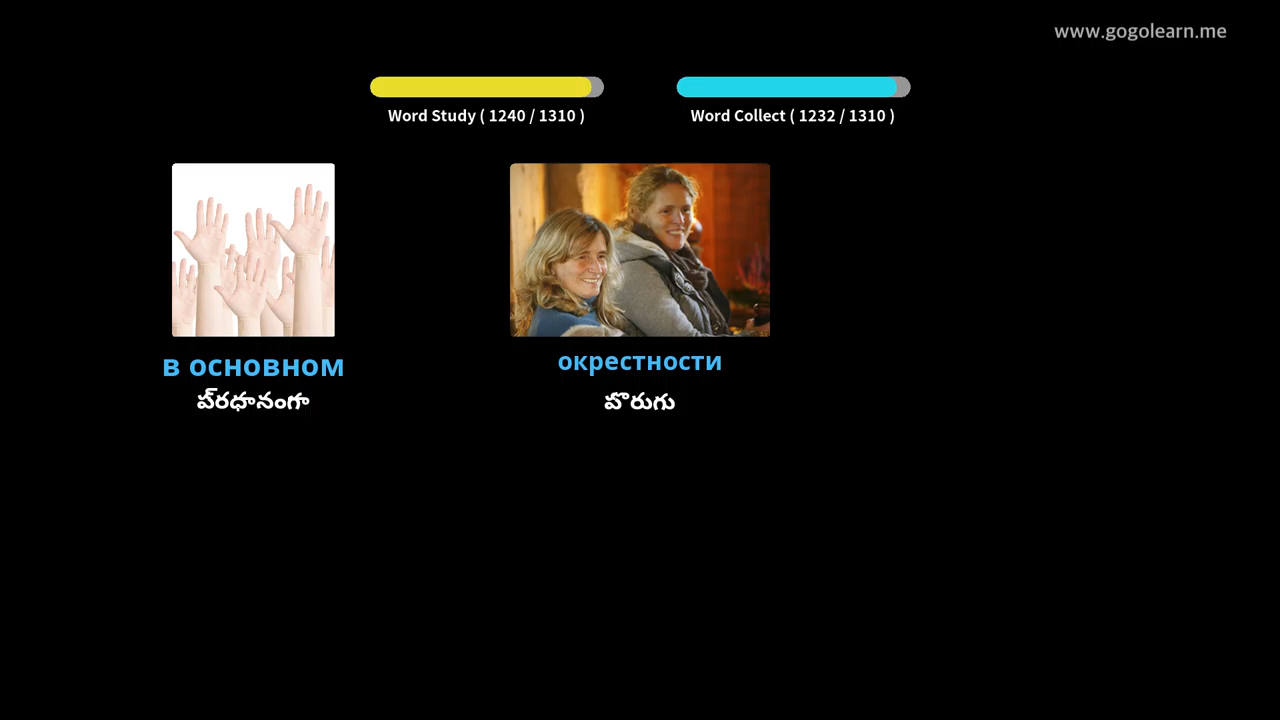 www.gogolearn.me
Word Study ( 1240 / 1310 )
Word Collect ( 1232 / 1310 )
в основном
окрестности
ప్రధానంగా
పొరుగు